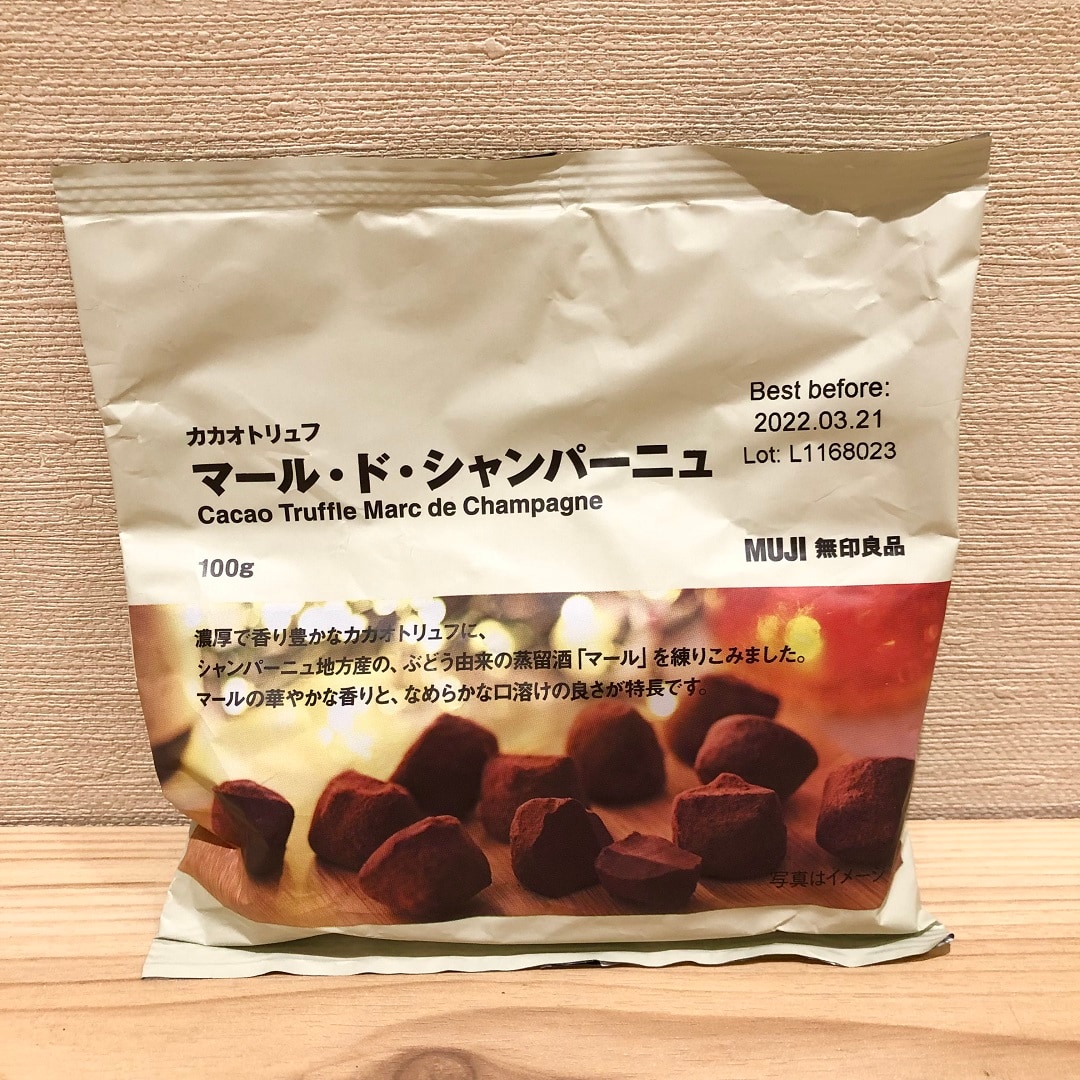 カカオトリュフ
マール・ド・シャンパーニュ
Cacao Truffle Marc de Champagne
100g
Best before:
2022.03.21
Lot: L1168023
MUJI 無印良品
濃厚で香り豊かなカカオトリュフに、
シャンパーニュ地方産の、ぶどう由来の蒸留酒「マール」を練りこみました。
マールの華やかな香りと、なめらかな口溶けの良さが特長です。
写真はイメージ